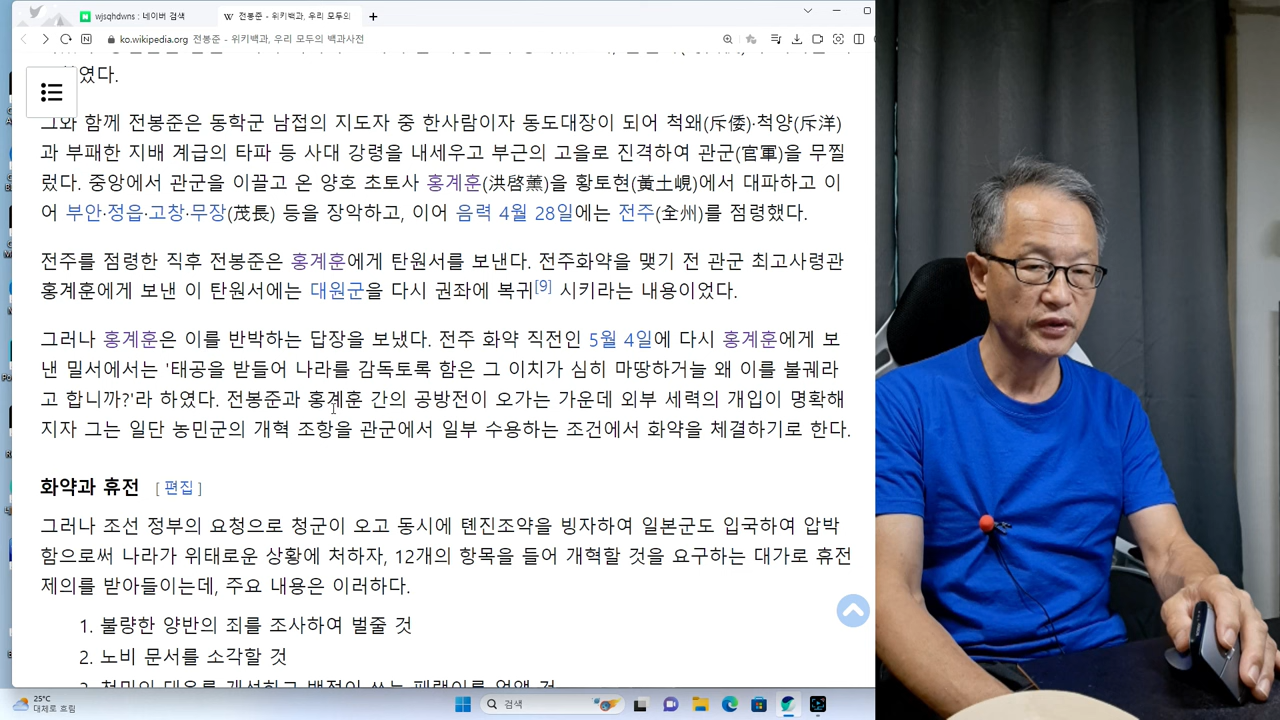 wjsqhdwns : 네이버 검색
W 전봉준 - 위키백과, 우리 모두의
ko.wikipedia.org 전봉준 - 위키백과, 우리 모두의 백과사전
였다.
그와 함께 전봉준은 동학군 남접의 지도자 중 한사람이자 동도대장이 되어 척왜(斥倭)·척양(斥洋)
과 부패한 지배 계급의 타파 등 사대 강령을 내세우고 부근의 고을로 진격하여 관군(官軍)을 무찔
렀다. 중앙에서 관군을 이끌고 온 양호 초토사 홍계훈(洪啓薰)을 황토현(黃土峴)에서 대파하고 이
어 부안·정읍·고창·무장(茂長) 등을 장악하고, 이어 음력 4월 28일에는 전주(全州)를 점령했다.
전주를 점령한 직후 전봉준은 홍계훈에게 탄원서를 보낸다. 전주화약을 맺기 전 관군 최고사령관
홍계훈에게 보낸 이 탄원서에는 대원군을 다시 권좌에 복귀[9] 시키라는 내용이었다.
그러나 홍계훈은 이를 반박하는 답장을 보냈다. 전주 화약 직전인 5월 4일에 다시 홍계훈에게 보
낸 밀서에서는 '태공을 받들어 나라를 감독토록 함은 그 이치가 심히 마땅하거늘 왜 이를 불궤라
고 합니까?'라 하였다. 전봉준과 홍계훈 간의 공방전이 오가는 가운데 외부 세력의 개입이 명확해
지자 그는 일단 농민군의 개혁 조항을 관군에서 일부 수용하는 조건에서 화약을 체결하기로 한다.
화약과 휴전 [ 편집 ]
그러나 조선 정부의 요청으로 청군이 오고 동시에 톈진조약을 빙자하여 일본군도 입국하여 압박
함으로써 나라가 위태로운 상황에 처하자, 12개의 항목을 들어 개혁할 것을 요구하는 대가로 휴전
제의를 받아들이는데, 주요 내용은 이러하다.
1. 불량한 양반의 죄를 조사하여 벌줄 것
2. 노비 문서를 소각할 것
25°C
대체로 흐림
검색